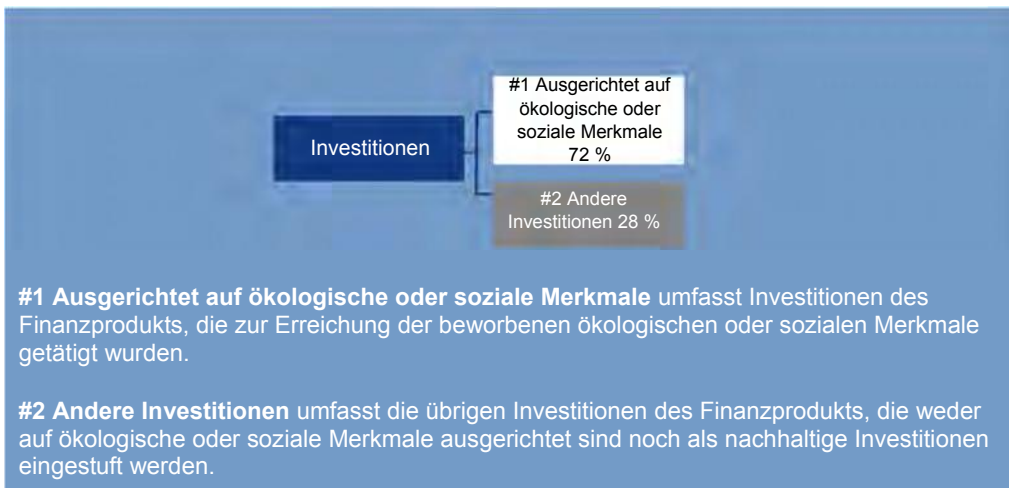 #1 Ausgerichtet auf
ökologische oder
soziale Merkmale
72 %
Investitionen
#2 Andere
Investitionen 28 %
#1 Ausgerichtet auf ökologische oder soziale Merkmale umfasst Investitionen des
Finanzprodukts, die zur Erreichung der beworbenen ökologischen oder sozialen Merkmale
getätigt wurden.
#2 Andere Investitionen umfasst die übrigen Investitionen des Finanzprodukts, die weder
auf ökologische oder soziale Merkmale ausgerichtet sind noch als nachhaltige Investitionen
eingestuft werden.